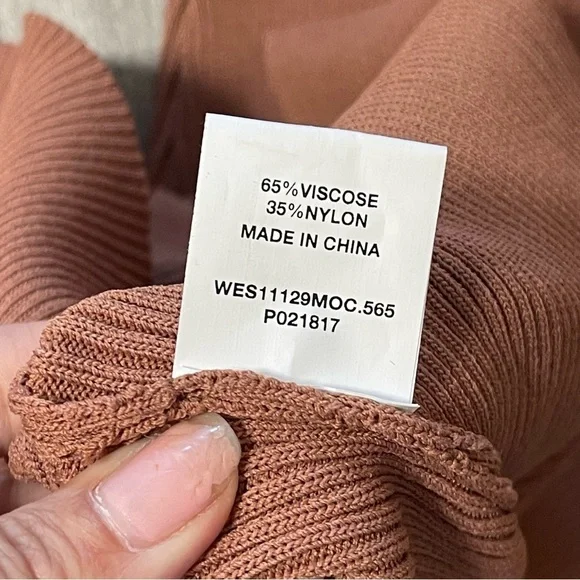 65%VISCOSE
35%NYLON
MADE IN CHINA
WES11129MOC.565
P021817